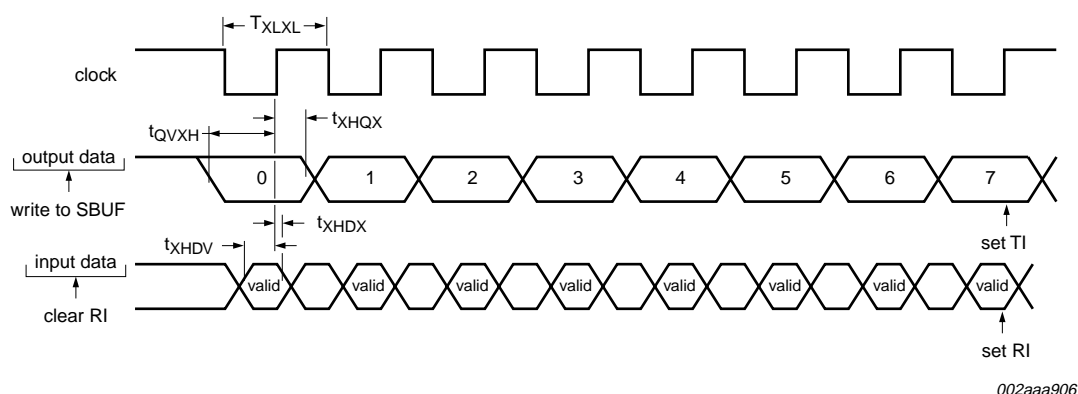 TXLXL
clock
tXHQX
tQVXH
output data
0 1 2 3 4 5 6 7
write to SBUF
tXHDX
set TI
tXHDV
input data
valid valid valid valid valid valid valid valid
clear RI
set RI
002aaa906